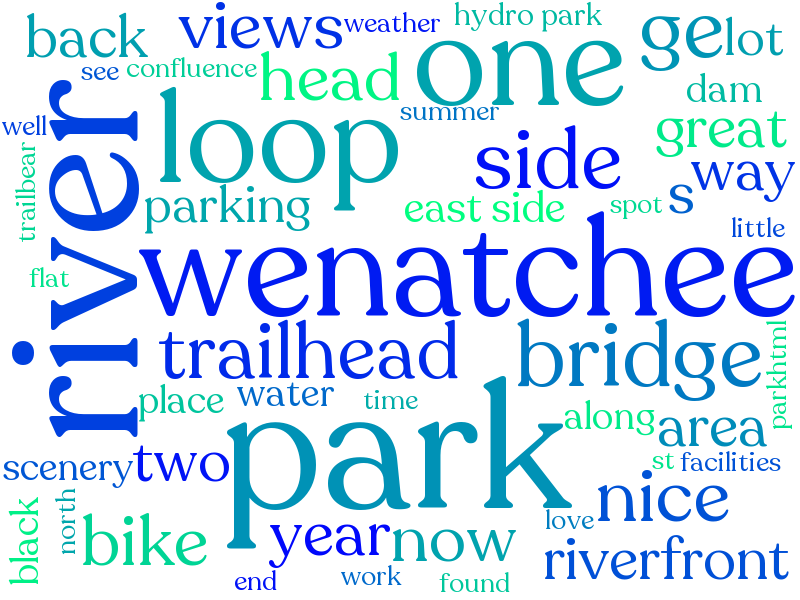 back
views
weather
hydro park
one
ge
lot
see
confluence
head
dam
summer
well
loop
great
river
trailbear
side
way
s
parking
east side
spot
little
flat
wenatchee
trailhead
bridge
parkhtml
place
water
time
along
area
park
scenery
two
st
facilities
nice
black
north
bike
year
now
love
riverfront
end
work
found